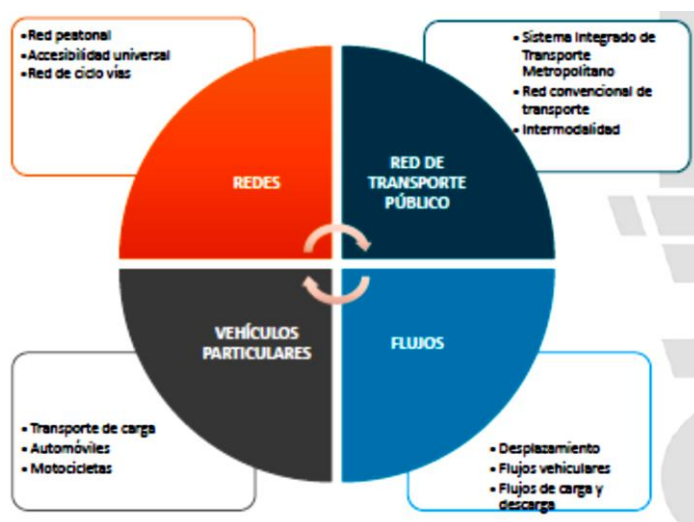 • Red peatonal
• Accesibilidad universal
• Red de ciclo vías
• Sistema Integrado de
Transporte
Metropolitano
• Red convencional de
transporte
• Intermodalidad
REDES
RED DE
TRANSPORTE
PÚBLICO
VEHÍCULOS
PARTICULARES
FLUJOS
• Transporte de carga
• Automóviles
• Motocicletas
• Desplazamiento
• Flujos vehiculares
• Flujos de carga y
descarga